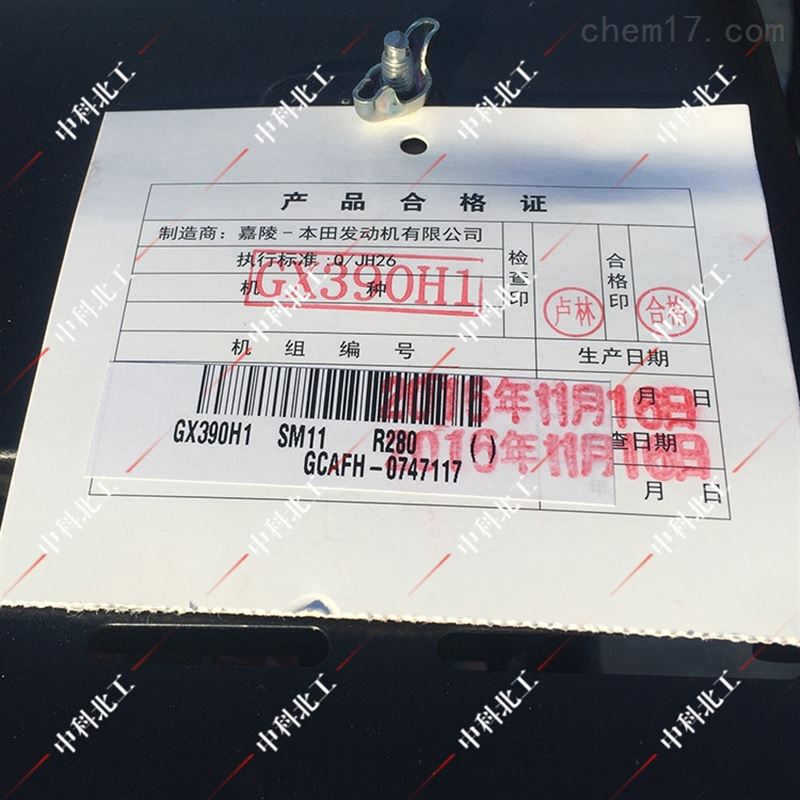 chem17.com
产品合格证
制造商：嘉陵-本田发动机有限公司
执行标准：Q/JH26
机种
GX390H1
检查印
卢林
合格印
合格
机组编号
生产日期
2016年11月16日
月 日
GX390H1 SM11 R280 ( )
GCAFH-0747117
查日期
2016年11月16日
年 月 日
中科北工